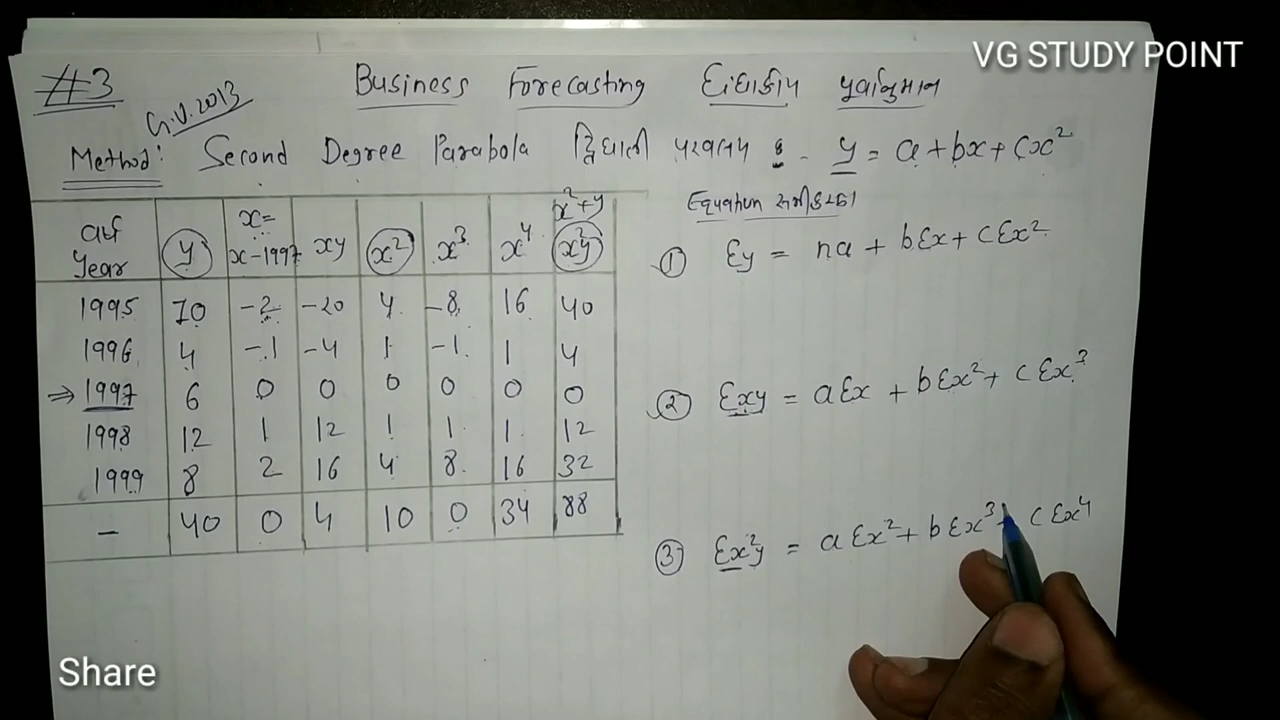 VG STUDY POINT
#3 Business Forecasting ધંધાકીય પૂર્વાનુમાન
G.U. 2013
Method: Second Degree Parabola દ્વિઘાતી પરવલય : - y = a + bx + cx²
વર્ષ Year y x = x - 1997 xy x² x³ x⁴ x²+y x²y
1995 10 -2 -20 4 -8 16 40
1996 4 -1 -4 1 -1 1 4
⇒ 1997 6 0 0 0 0 0 0
1998 12 1 12 1 1 1 12
1999 8 2 16 4 8 16 32
- 40 0 4 10 0 34 88
Equation સમીકરણ
① Σy = na + bΣx + cΣx²
② Σxy = aΣx + bΣx² + cΣx³
③ Σx²y = aΣx² + bΣx³ + cΣx⁴
Share